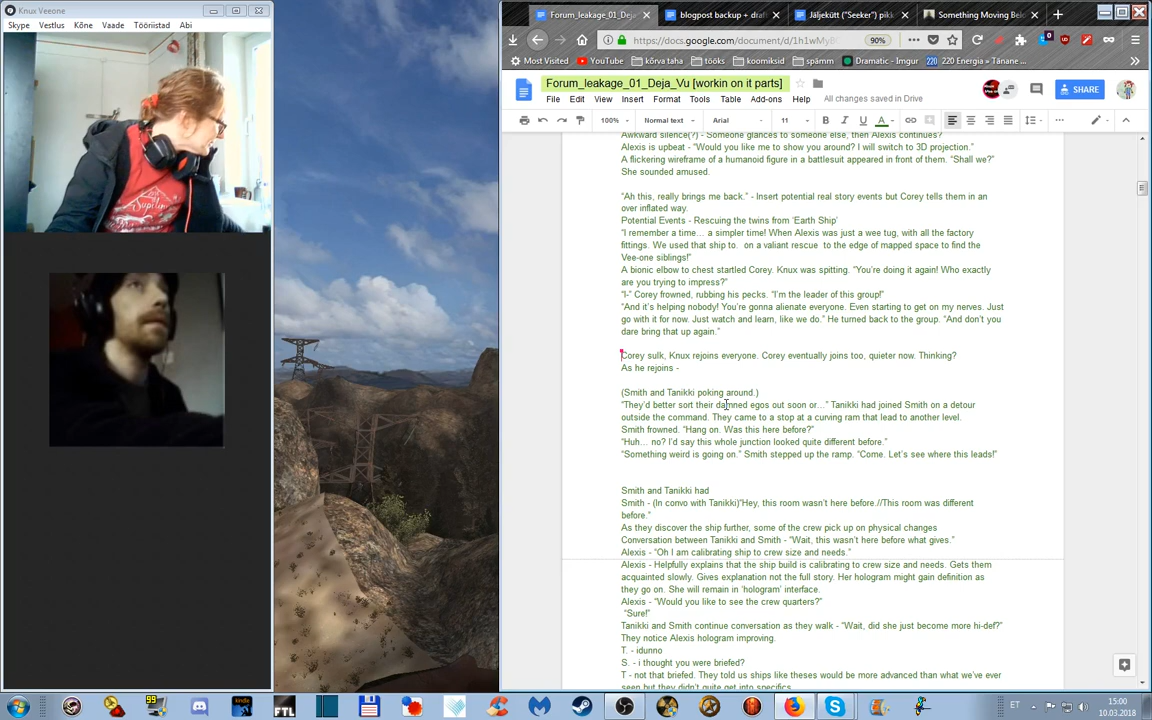 Knux Veeone
Skype Vestlus Kõne Vaade Tööriistad Abi
Forum_leakage_01_Deja_
blogpost backup + draf
Jäljekütt ("Seeker") pikk
Something Moving Bel
https://docs.google.com/document/d/1h1wMyB
90%
Most Visited YouTube kõrva taha tööks koomiksid spämm Dramatic - Imgur 220 Energia » Tänane ...
Forum_leakage_01_Deja_Vu [workin on it parts]
SHARE
File Edit View Insert Format Tools Table Add-ons Help All changes saved in Drive
100% Normal text Arial 11 B I U A
Awkward silence(?) - Someone glances to someone else, then Alexis continues?
Alexis is upbeat - “Would you like me to show you around? I will switch to 3D projection.”
A flickering wireframe of a humanoid figure in a battlesuit appeared in front of them. “Shall we?”
She sounded amused.
“Ah this, really brings me back.” - Insert potential real story events but Corey tells them in an
over inflated way.
Potential Events - Rescuing the twins from ‘Earth Ship’
“I remember a time… a simpler time! When Alexis was just a wee tug, with all the factory
fittings. We used that ship to. on a valiant rescue to the edge of mapped space to find the
Vee-one siblings!”
A bionic elbow to chest startled Corey. Knux was spitting. “You’re doing it again! Who exactly
are you trying to impress?”
“I-” Corey frowned, rubbing his pecks. “I’m the leader of this group!”
“And it’s helping nobody! You’re gonna alienate everyone. Even starting to get on my nerves. Just
go with it for now. Just watch and learn, like we do.” He turned back to the group. “And don’t you
dare bring that up again.”
Corey sulk, Knux rejoins everyone. Corey eventually joins too, quieter now. Thinking?
As he rejoins -
(Smith and Tanikki poking around.)
“They’d better sort their damned egos out soon or…” Tanikki had joined Smith on a detour
outside the command. They came to a stop at a curving ram that lead to another level.
Smith frowned. “Hang on. Was this here before?”
“Huh… no? I’d say this whole junction looked quite different before.”
“Something weird is going on.” Smith stepped up the ramp. “Come. Let’s see where this leads!”
Smith and Tanikki had
Smith - (In convo with Tanikki)“Hey, this room wasn’t here before.//This room was different
before.”
As they discover the ship further, some of the crew pick up on physical changes
Conversation between Tanikki and Smith - “Wait, this wasn’t here before what gives.”
Alexis - “Oh I am calibrating ship to crew size and needs.”
Alexis - Helpfully explains that the ship build is calibrating to crew size and needs. Gets them
acquainted slowly. Gives explanation not the full story. Her hologram might gain definition as
they go on. She will remain in ‘hologram’ interface.
Alexis - “Would you like to see the crew quarters?”
“Sure!”
Tanikki and Smith continue conversation as they walk - “Wait, did she just become more hi-def?”
They notice Alexis hologram improving.
T. - idunno
S. - i thought you were briefed?
T - not that briefed. They told us ships like theses would be more advanced than what we’ve ever
seen but they didn’t quite get into specifics
99
kindle
FTL
ET
15:00
10.03.2018